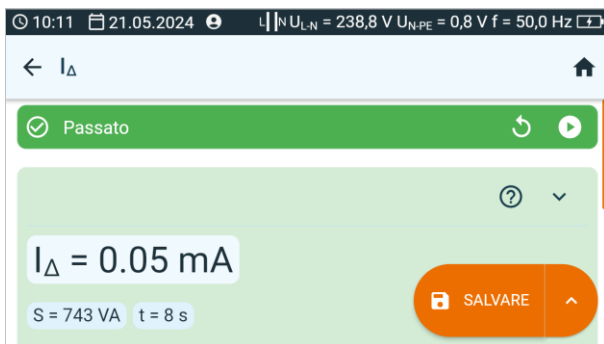 10:11 21.05.2024 L N U L-N = 238,8 V U N-PE = 0,8 V f = 50,0 Hz
I Δ
Passato
I Δ = 0.05 mA
S = 743 VA t = 8 s
SALVARE